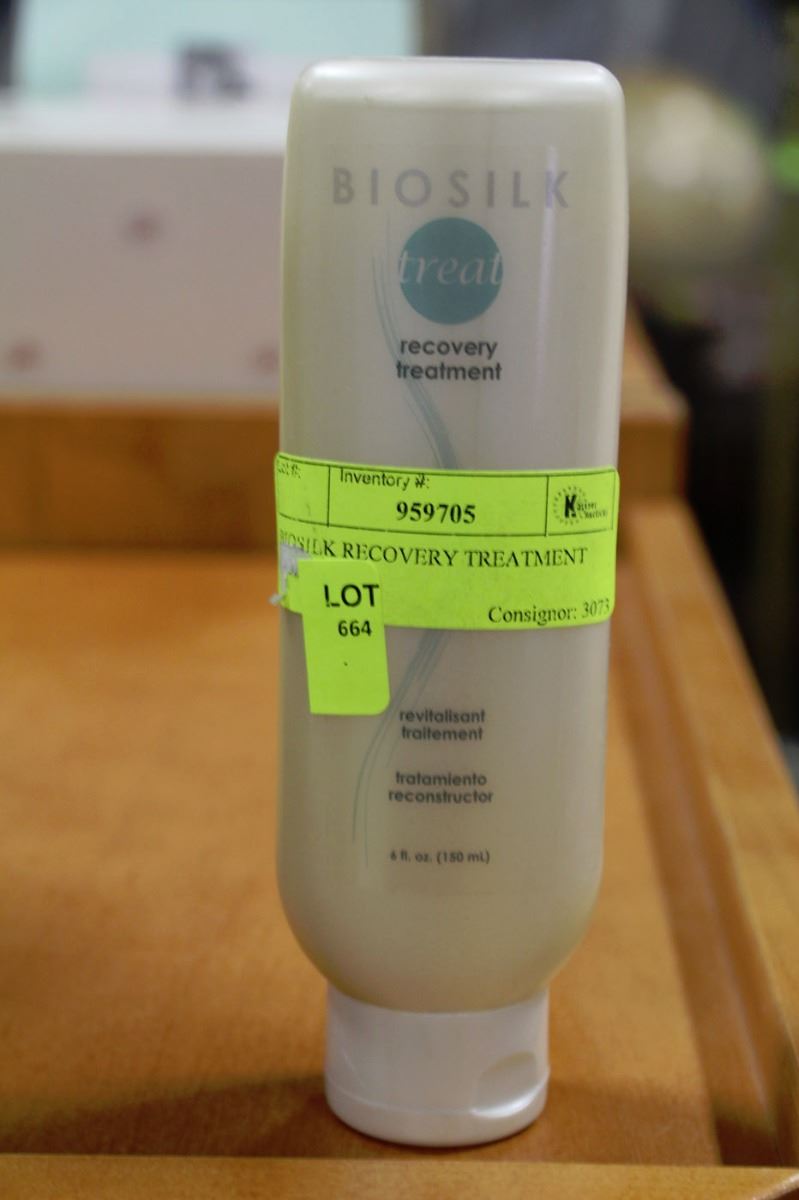 BIOSILK
treat
recovery
treatment
Lot #:
Inventory #:
959705
BIOSILK RECOVERY TREATMENT
Consignor: 3073
LOT
664
revitalisant
traitement
tratamiento
reconstructor
6 fl. oz. (150 mL)